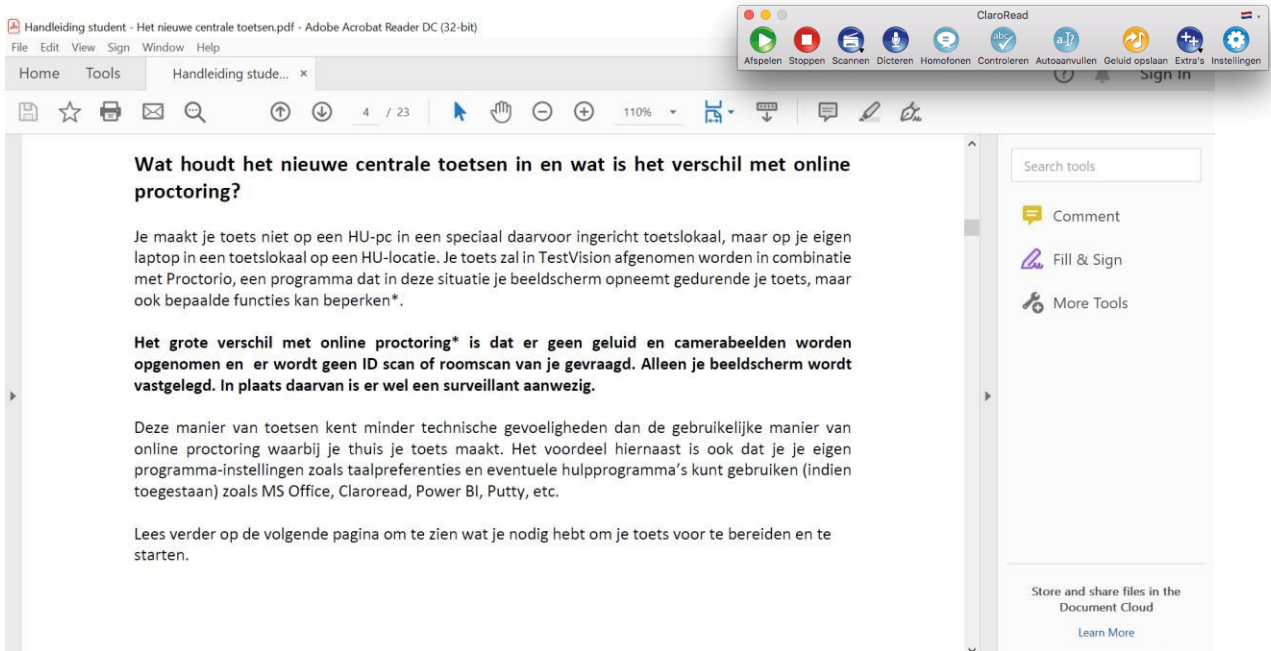 Handleiding student - Het nieuwe centrale toetsen.pdf - Adobe Acrobat Reader DC (32-bit)
File Edit View Sign Window Help
Home Tools Handleiding stude... × Sign In
4 / 23 110%
ClaroRead
abc a.]?
Afspelen Stoppen Scannen Dicteren Homofonen Controleren Autoaanvullen Geluid opslaan Extra's Instellingen
Wat houdt het nieuwe centrale toetsen in en wat is het verschil met online
proctoring?
Je maakt je toets niet op een HU-pc in een speciaal daarvoor ingericht toetslokaal, maar op je eigen
laptop in een toetslokaal op een HU-locatie. Je toets zal in TestVision afgenomen worden in combinatie
met Proctorio, een programma dat in deze situatie je beeldscherm opneemt gedurende je toets, maar
ook bepaalde functies kan beperken*.
Het grote verschil met online proctoring* is dat er geen geluid en camerabeelden worden
opgenomen en er wordt geen ID scan of roomscan van je gevraagd. Alleen je beeldscherm wordt
vastgelegd. In plaats daarvan is er wel een surveillant aanwezig.
Deze manier van toetsen kent minder technische gevoeligheden dan de gebruikelijke manier van
online proctoring waarbij je thuis je toets maakt. Het voordeel hiernaast is ook dat je je eigen
programma-instellingen zoals taalpreferenties en eventuele hulpprogramma's kunt gebruiken (indien
toegestaan) zoals MS Office, Claroread, Power BI, Putty, etc.
Lees verder op de volgende pagina om te zien wat je nodig hebt om je toets voor te bereiden en te
starten.
Search tools
Comment
Fill & Sign
More Tools
Store and share files in the
Document Cloud
Learn More